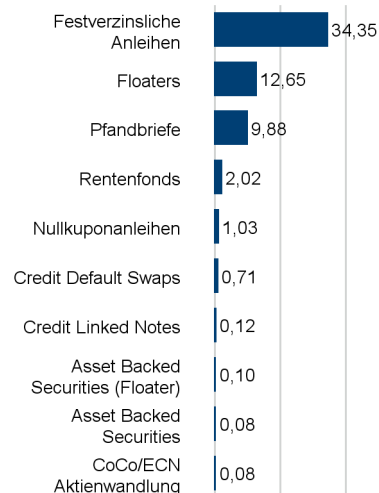 Festverzinsliche
Anleihen
34,35
Floaters
12,65
Pfandbriefe
9,88
Rentenfonds
2,02
Nullkuponanleihen
1,03
Credit Default Swaps
0,71
Credit Linked Notes
0,12
Asset Backed
Securities (Floater)
0,10
Asset Backed
Securities
0,08
CoCo/ECN
Aktienwandlung
0,08